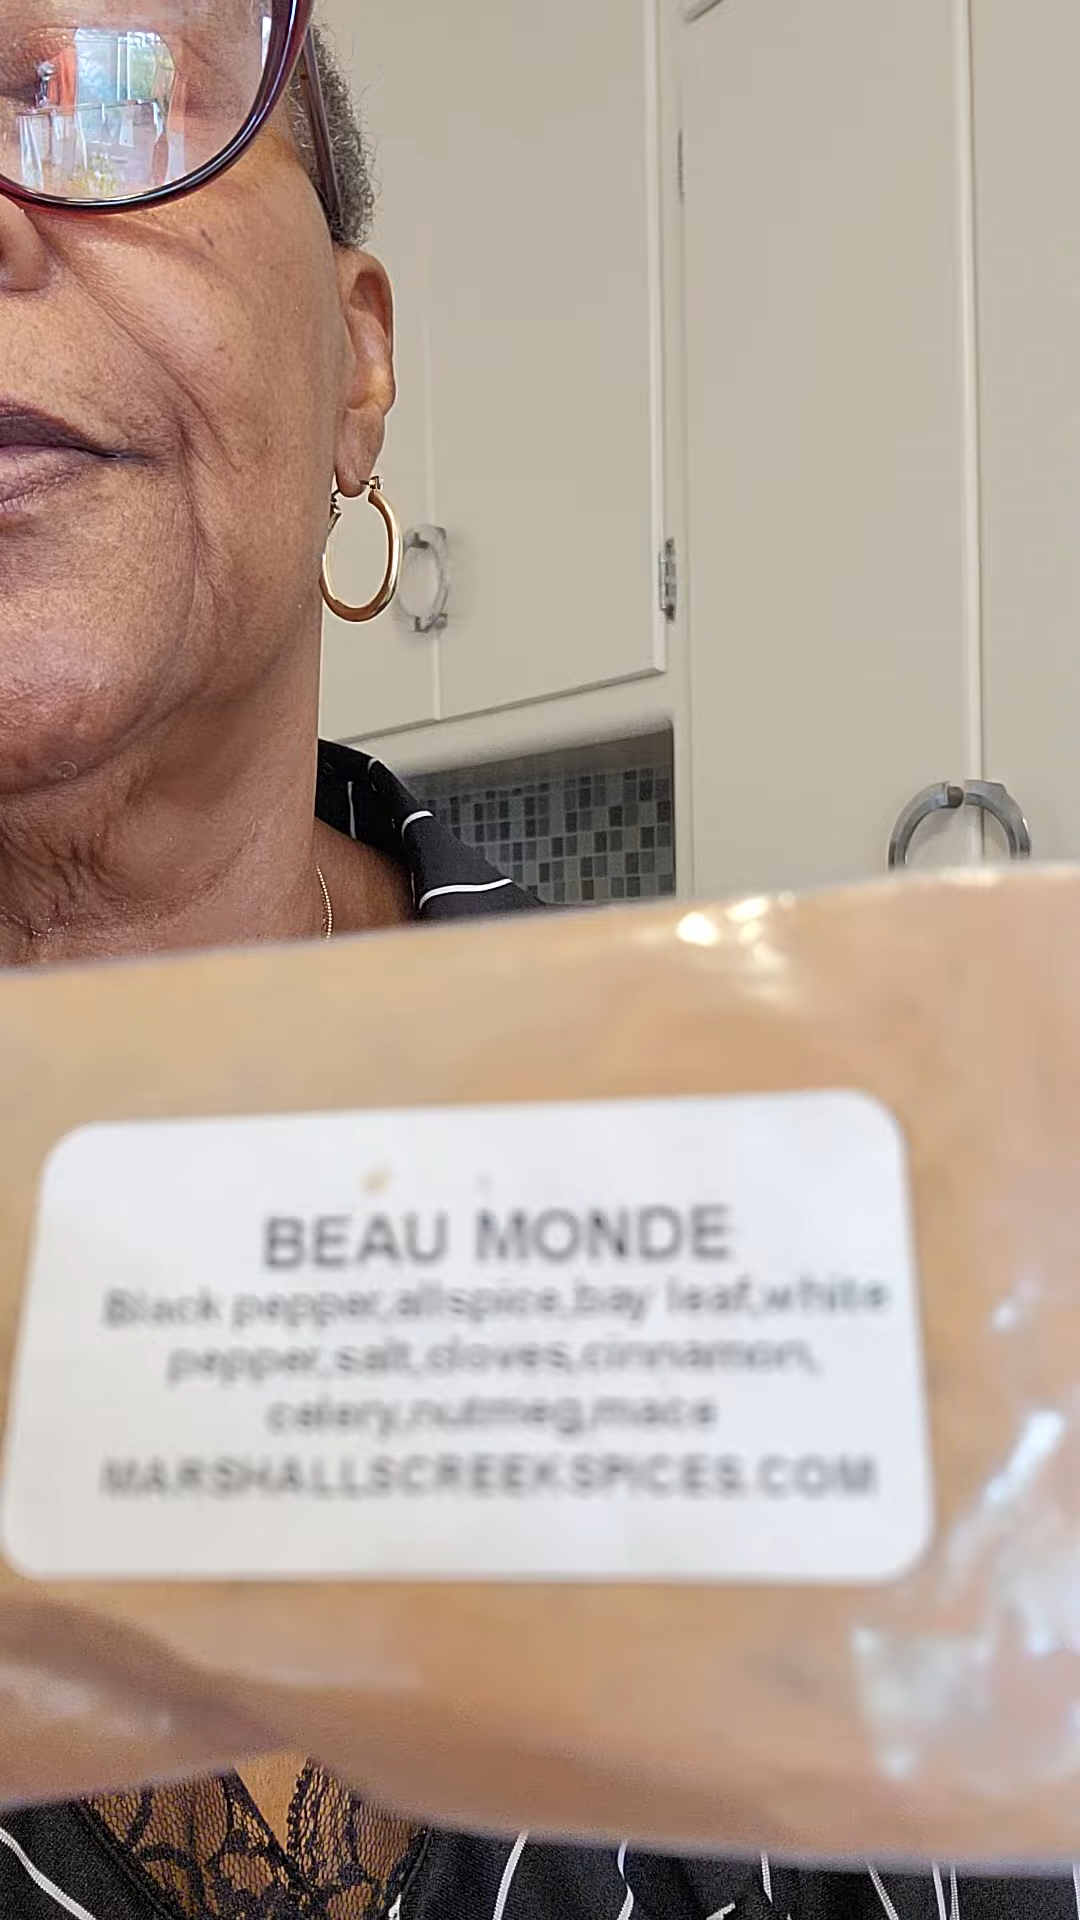 BEAU MONDE
Black pepper,allspice,bay leaf,white
pepper,salt,cloves,cinnamon,
celery,nutmeg,mace
MARSHALLSCREEKSPICES.COM